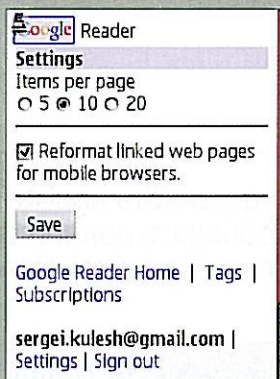 Google Reader
Settings
Items per page
5 10 20
Reformat linked web pages
for mobile browsers.
Save
Google Reader Home | Tags |
Subscriptions
sergei.kulesh@gmail.com |
Settings | Sign out